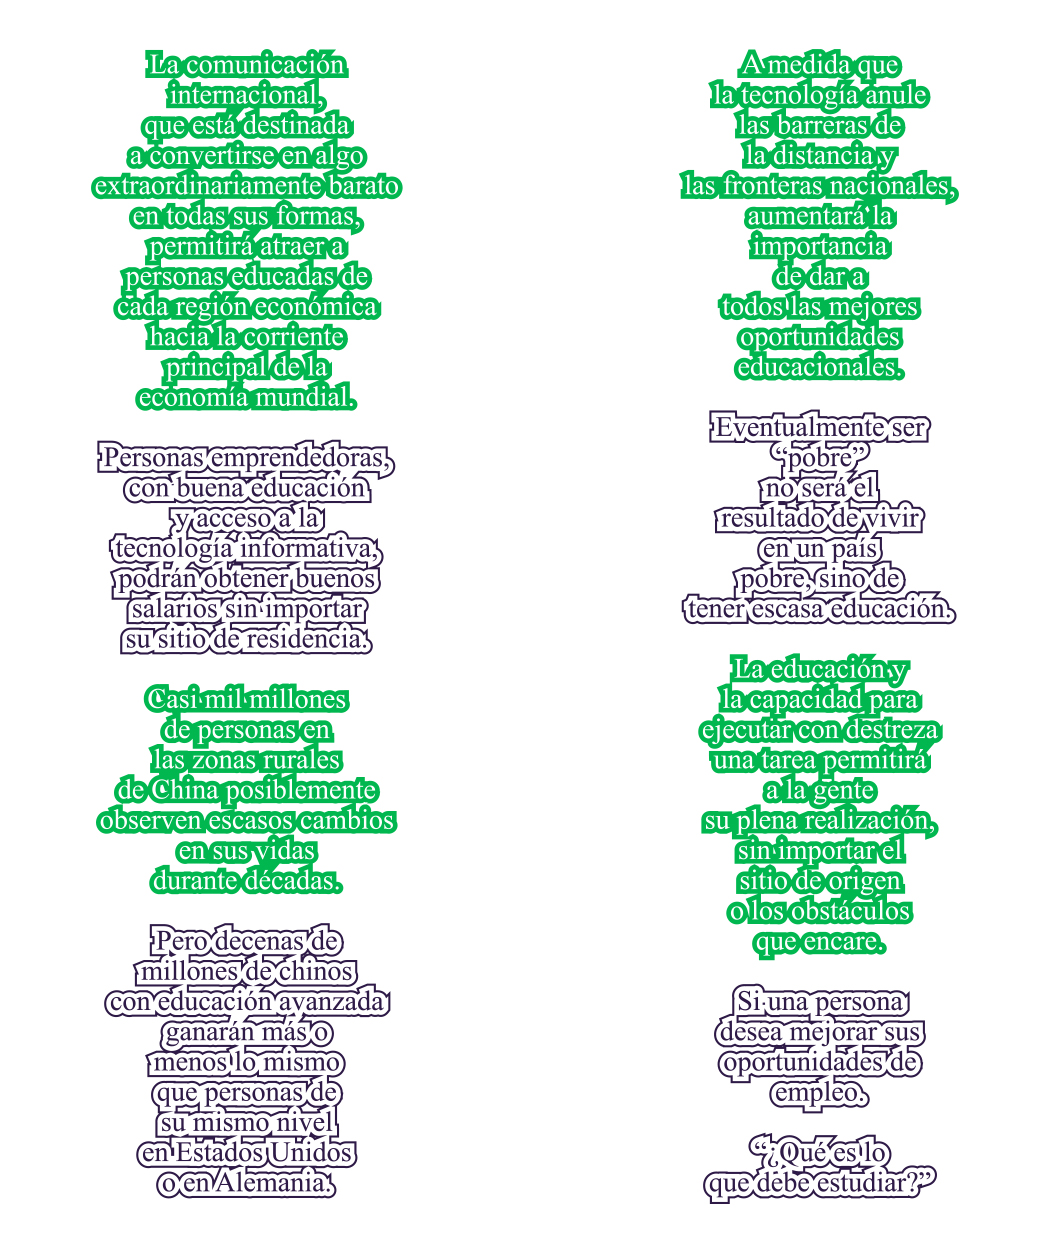 La comunicación
internacional,
que está destinada
a convertirse en algo
extraordinariamente barato
en todas sus formas,
permitirá atraer a
personas educadas de
cada región económica
hacia la corriente
principal de la
economía mundial.
Personas emprendedoras,
con buena educación
y acceso a la
tecnología informativa,
podrán obtener buenos
salarios sin importar
su sitio de residencia.
Casi mil millones
de personas en
las zonas rurales
de China posiblemente
observen escasos cambios
en sus vidas
durante décadas.
Pero decenas de
millones de chinos
con educación avanzada
ganarán más o
menos lo mismo
que personas de
su mismo nivel
en Estados Unidos
o en Alemania.
A medida que
la tecnología anule
las barreras de
la distancia y
las fronteras nacionales,
aumentará la
importancia
de dar a
todos las mejores
oportunidades
educacionales.
Eventualmente ser
“pobre”
no será el
resultado de vivir
en un país
pobre, sino de
tener escasa educación.
La educación y
la capacidad para
ejecutar con destreza
una tarea permitirá
a la gente
su plena realización,
sin importar el
sitio de origen
o los obstáculos
que encare.
Si una persona
desea mejorar sus
oportunidades de
empleo.
“¿Qué es lo
que debe estudiar?”